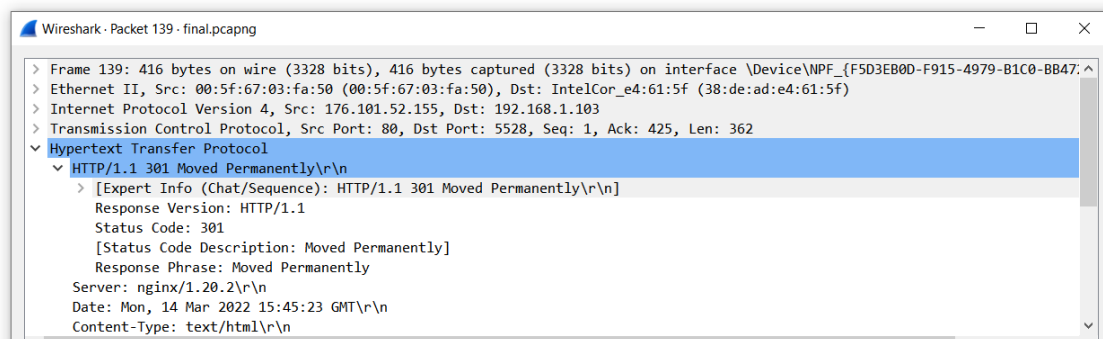 Wireshark · Packet 139 · final.pcapng
Frame 139: 416 bytes on wire (3328 bits), 416 bytes captured (3328 bits) on interface \Device\NPF_{F5D3EB0D-F915-4979-B1C0-BB47
Ethernet II, Src: 00:5f:67:03:fa:50 (00:5f:67:03:fa:50), Dst: IntelCor_e4:61:5f (38:de:ad:e4:61:5f)
Internet Protocol Version 4, Src: 176.101.52.155, Dst: 192.168.1.103
Transmission Control Protocol, Src Port: 80, Dst Port: 5528, Seq: 1, Ack: 425, Len: 362
Hypertext Transfer Protocol
HTTP/1.1 301 Moved Permanently\r\n
[Expert Info (Chat/Sequence): HTTP/1.1 301 Moved Permanently\r\n]
Response Version: HTTP/1.1
Status Code: 301
[Status Code Description: Moved Permanently]
Response Phrase: Moved Permanently
Server: nginx/1.20.2\r\n
Date: Mon, 14 Mar 2022 15:45:23 GMT\r\n
Content-Type: text/html\r\n